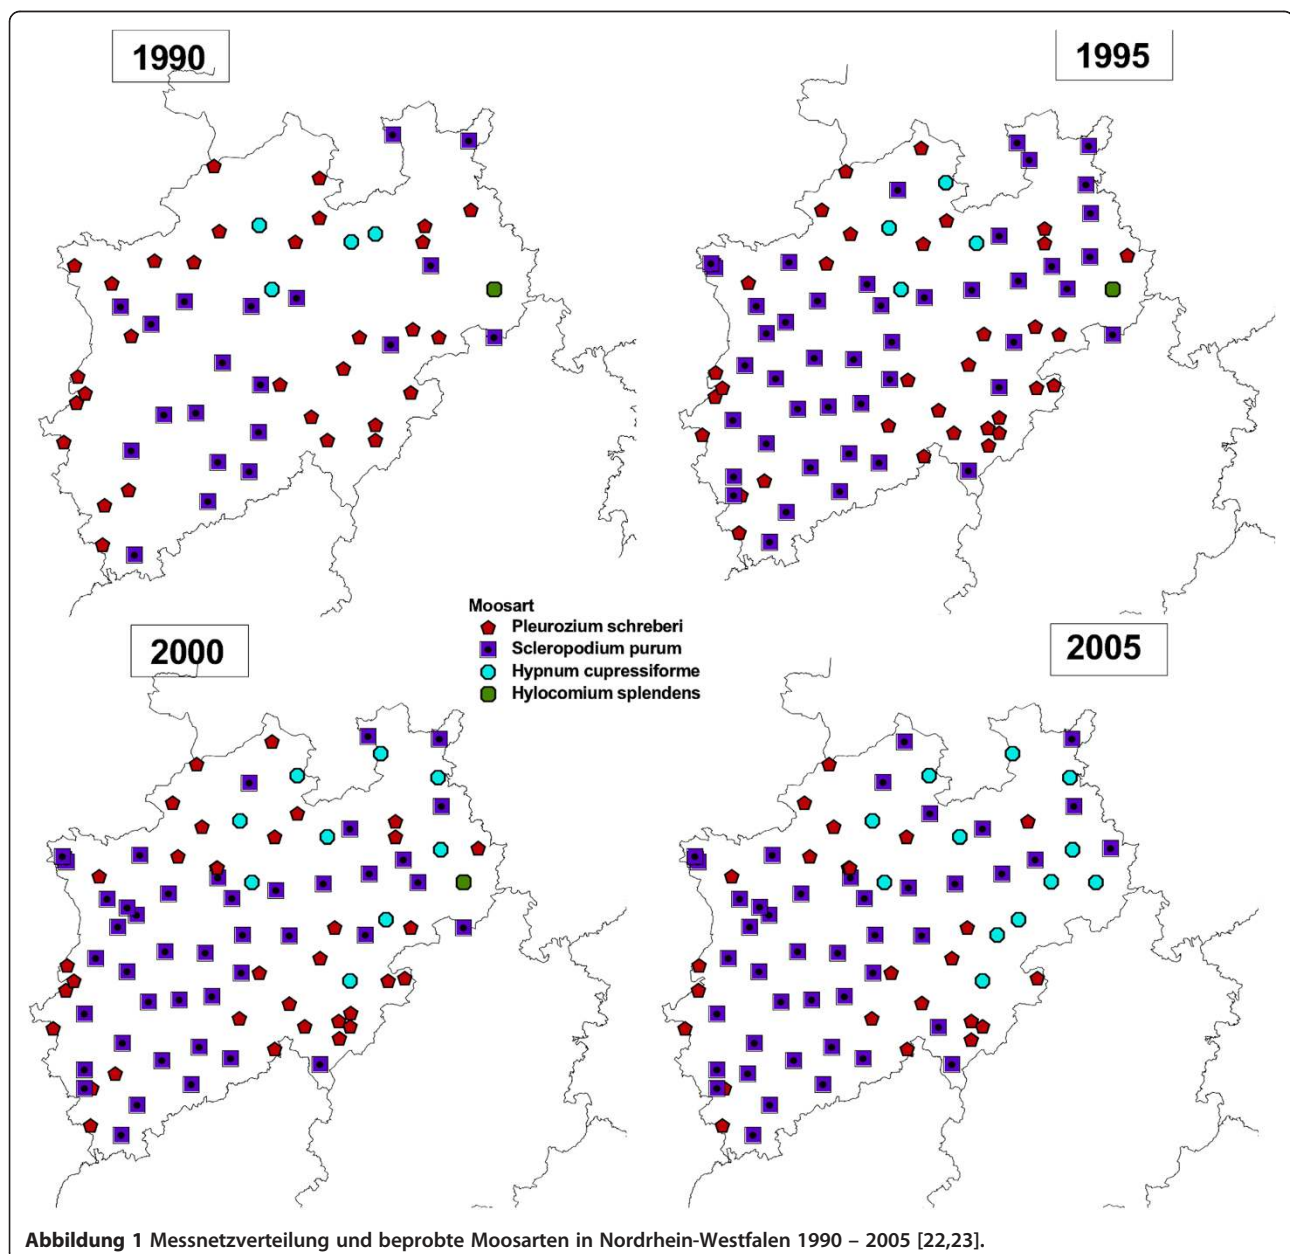 1990
1995
Moosart
Pleurozium schreberi
Scleropodium purum
Hypnum cupressiforme
Hylocomium splendens
2000
2005
Abbildung 1 Messnetzverteilung und beprobte Moosarten in Nordrhein-Westfalen 1990 – 2005 [22,23].